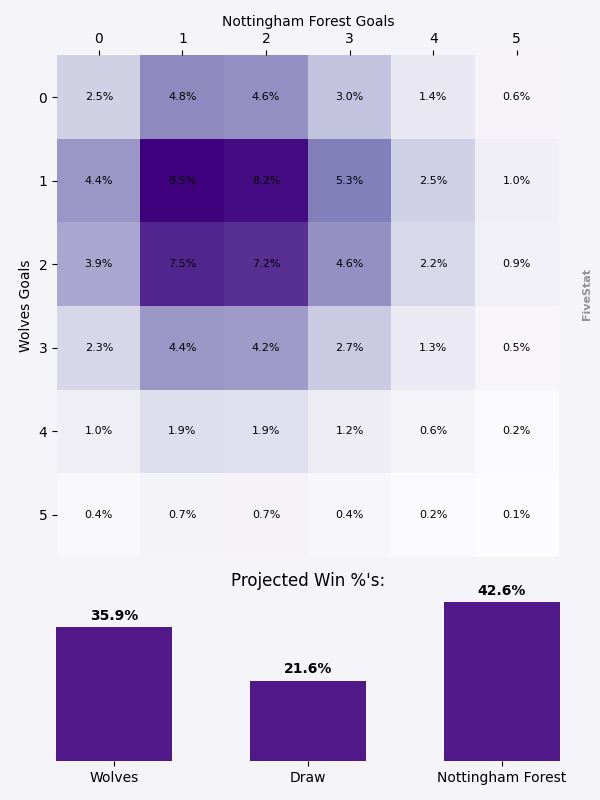 Nottingham Forest Goals
0 1 2 3 4 5
0 2.5% 4.8% 4.6% 3.0% 1.4% 0.6%
1 4.4% 8.5% 8.2% 5.3% 2.5% 1.0%
2 3.9% 7.5% 7.2% 4.6% 2.2% 0.9%
3 2.3% 4.4% 4.2% 2.7% 1.3% 0.5%
4 1.0% 1.9% 1.9% 1.2% 0.6% 0.2%
5 0.4% 0.7% 0.7% 0.4% 0.2% 0.1%
Wolves Goals
FiveStat
Projected Win %'s:
35.9% 21.6% 42.6%
Wolves Draw Nottingham Forest